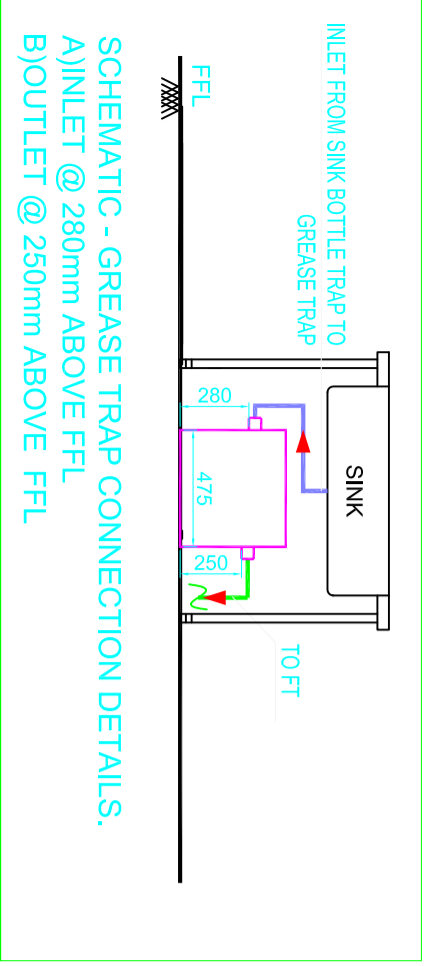 INLET FROM SINK BOTTLE TRAP TO
GREASE TRAP
SINK
FFL
280
475
250
TO FT
SCHEMATIC - GREASE TRAP CONNECTION DETAILS.
A)INLET @ 280mm ABOVE FFL
B)OUTLET @ 250mm ABOVE FFL